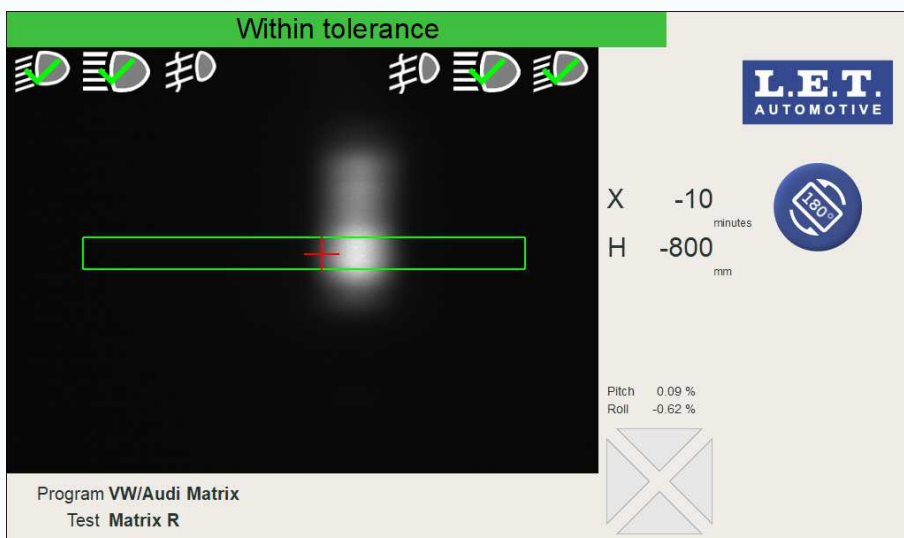 Within tolerance
L.E.T.
AUTOMOTIVE
180°
X -10
minutes
H -800
mm
Pitch 0.09 %
Roll -0.62 %
Program VW/Audi Matrix
Test Matrix R